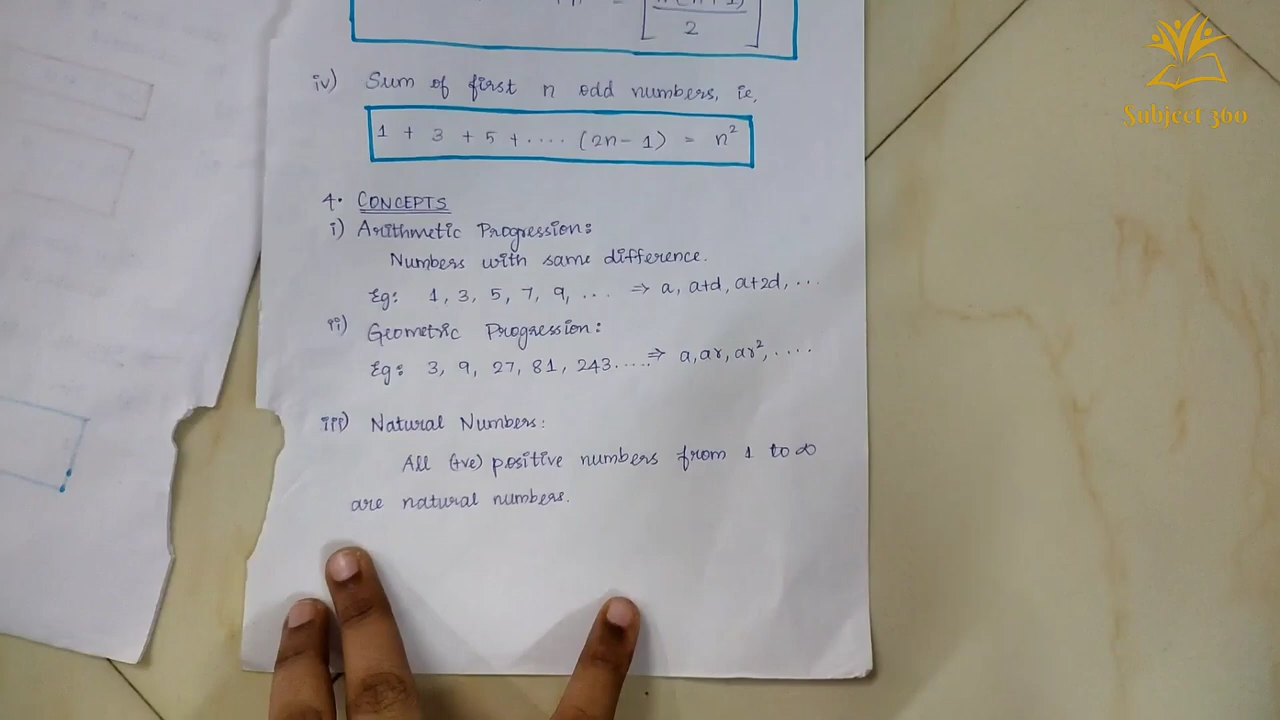 2
iv) Sum of first n odd numbers, ie,
1 + 3 + 5 + .... (2n - 1) = n²
4. CONCEPTS
i) Arithmetic Progression:
Numbers with same difference.
Eg: 1, 3, 5, 7, 9, ... ⇒ a, a+d, a+2d, ...
ii) Geometric Progression:
Eg: 3, 9, 27, 81, 243..... ⇒ a, ar, ar², ....
iii) Natural Numbers:
All (+ve) positive numbers from 1 to ∞
are natural numbers.
Subject 360